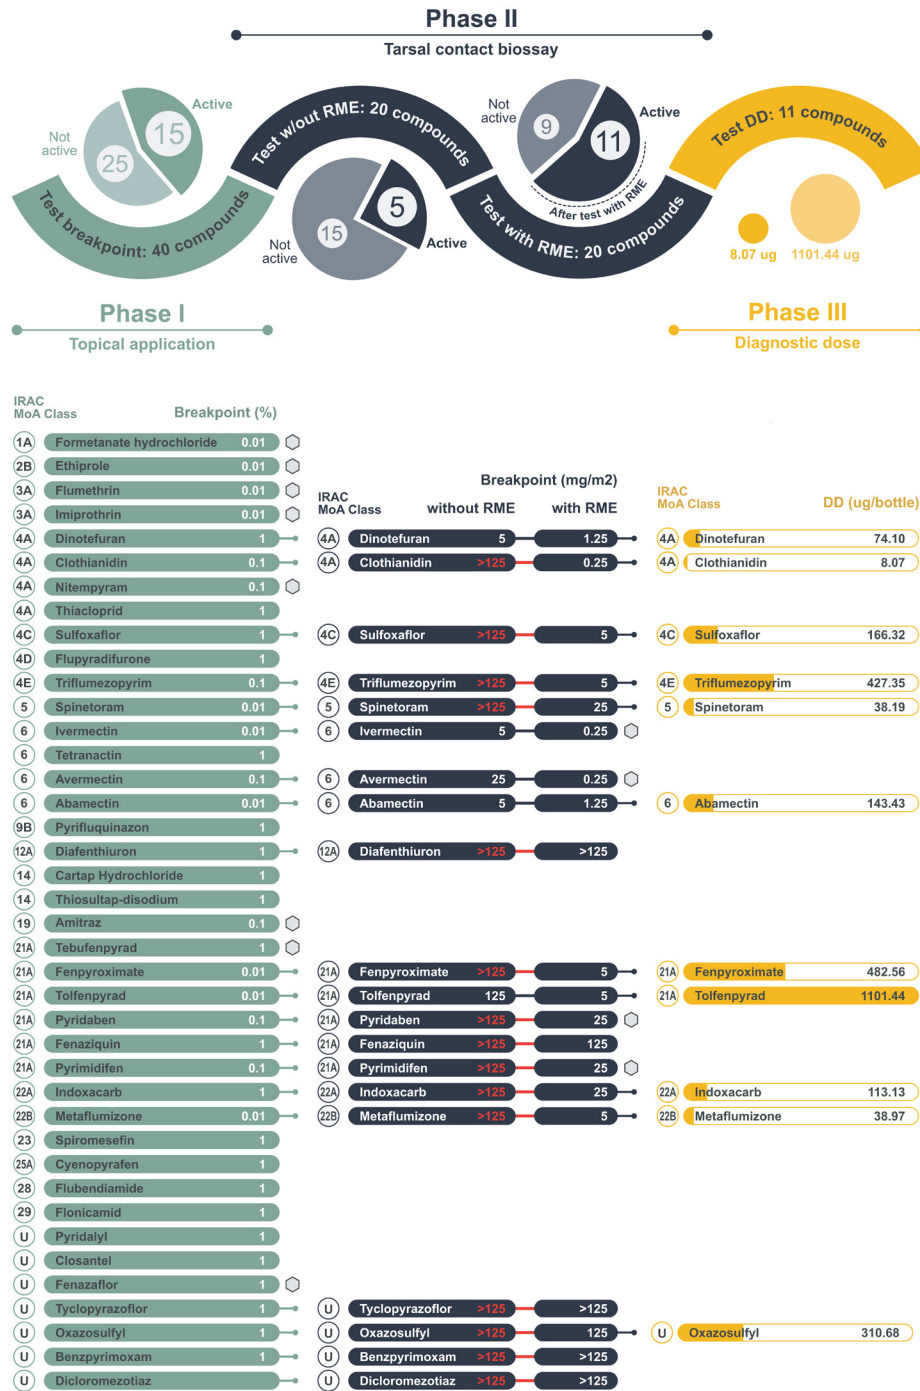 Phase II
Tarsal contact biossay
Not active
25
15
Active
Test breakpoint: 40 compounds
Test w/out RME: 20 compounds
Not active
15
5
Active
Not active
9
11
Active
After test with RME
Test with RME: 20 compounds
Test DD: 11 compounds
8.07 ug
1101.44 ug
Phase I
Topical application
Phase III
Diagnostic dose
IRAC
MoA Class Breakpoint (%)
1A Formetanate hydrochloride 0.01
2B Ethiprole 0.01
3A Flumethrin 0.01
3A Imiprothrin 0.01
4A Dinotefuran 1
4A Clothianidin 0.1
4A Nitempyram 0.1
4A Thiacloprid 1
4C Sulfoxaflor 1
4D Flupyradifurone 1
4E Triflumezopyrim 0.1
5 Spinetoram 0.01
6 Ivermectin 0.01
6 Tetranactin 1
6 Avermectin 0.1
6 Abamectin 0.01
9B Pyrifluquinazon 1
12A Diafenthiuron 1
14 Cartap Hydrochloride 1
14 Thiosultap-disodium 1
19 Amitraz 0.1
21A Tebufenpyrad 1
21A Fenpyroximate 0.01
21A Tolfenpyrad 0.01
21A Pyridaben 0.1
21A Fenaziquin 1
21A Pyrimidifen 0.1
22A Indoxacarb 1
22B Metaflumizone 0.01
23 Spiromesefin 1
25A Cyenopyrafen 1
28 Flubendiamide 1
29 Flonicamid 1
U Pyridalyl 1
U Closantel 1
U Fenazaflor 1
U Tyclopyrazoflor 1
U Oxazosulfyl 1
U Benzpyrimoxam 1
U Dicloromezotiaz
Breakpoint (mg/m2)
IRAC
MoA Class without RME with RME
4A Dinotefuran 5 1.25
4A Clothianidin >125 0.25
4C Sulfoxaflor >125 5
4E Triflumezopyrim >125 5
5 Spinetoram >125 25
6 Ivermectin 5 0.25
6 Avermectin 25 0.25
6 Abamectin 5 1.25
12A Diafenthiuron >125 >125
21A Fenpyroximate >125 5
21A Tolfenpyrad 125 5
21A Pyridaben >125 25
21A Fenaziquin >125 125
21A Pyrimidifen >125 25
22A Indoxacarb >125 25
22B Metaflumizone >125 5
U Tyclopyrazoflor >125 >125
U Oxazosulfyl >125 125
U Benzpyrimoxam >125 >125
U Dicloromezotiaz >125 >125
IRAC
MoA Class DD (ug/bottle)
4A Dinotefuran 74.10
4A Clothianidin 8.07
4C Sulfoxaflor 166.32
4E Triflumezopyrim 427.35
5 Spinetoram 38.19
6 Abamectin 143.43
21A Fenpyroximate 482.56
21A Tolfenpyrad 1101.44
22A Indoxacarb 113.13
22B Metaflumizone 38.97
U Oxazosulfyl 310.68